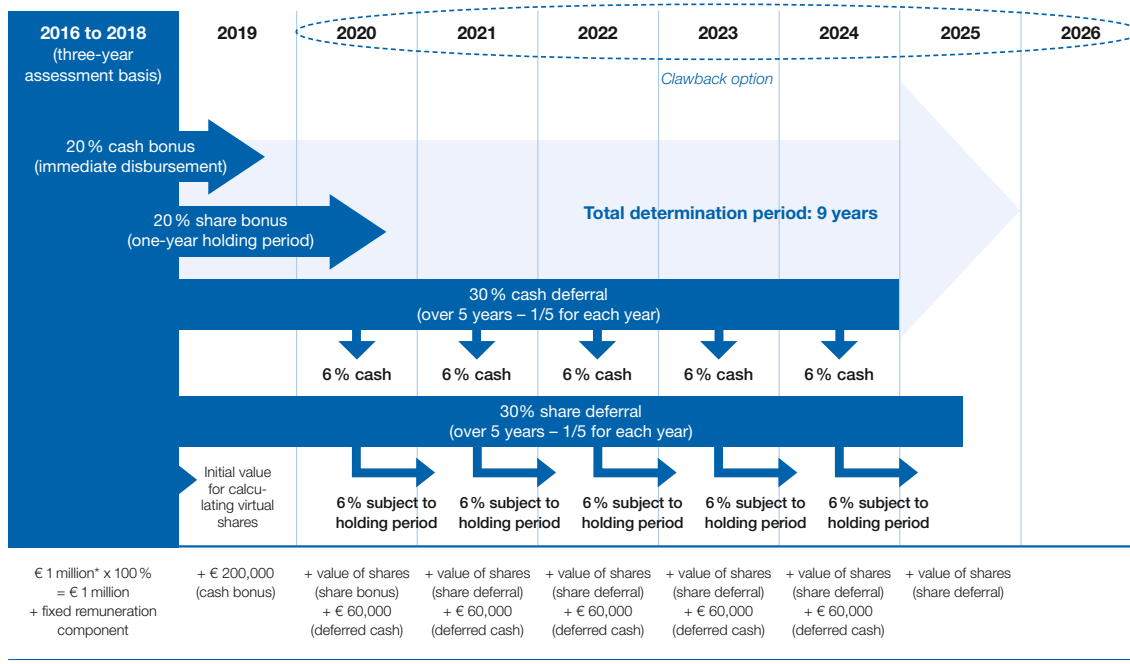 2016 to 2018
(three-year
assessment basis)
2019
2020
2021
2022
2023
2024
2025
2026
Clawback option
20 % cash bonus
(immediate disbursement)
20 % share bonus
(one-year holding period)
Total determination period: 9 years
30 % cash deferral
(over 5 years – 1/5 for each year)
6 % cash
6 % cash
6 % cash
6 % cash
6 % cash
30% share deferral
(over 5 years – 1/5 for each year)
Initial value
for calcu-
lating virtual
shares
6 % subject to
holding period
6 % subject to
holding period
6 % subject to
holding period
6 % subject to
holding period
6 % subject to
holding period
€ 1 million* x 100 %
= € 1 million
+ fixed remuneration
component
+ € 200,000
(cash bonus)
+ value of shares
(share bonus)
+ € 60,000
(deferred cash)
+ value of shares
(share deferral)
+ € 60,000
(deferred cash)
+ value of shares
(share deferral)
+ € 60,000
(deferred cash)
+ value of shares
(share deferral)
+ € 60,000
(deferred cash)
+ value of shares
(share deferral)
+ € 60,000
(deferred cash)
+ value of shares
(share deferral)